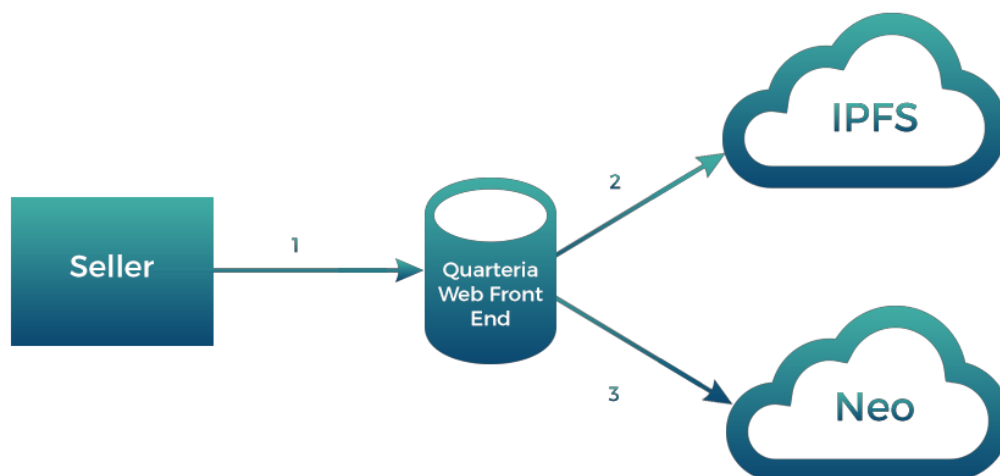 IPFS
2
Seller
1
Quarteria
Web Front
End
3
Neo